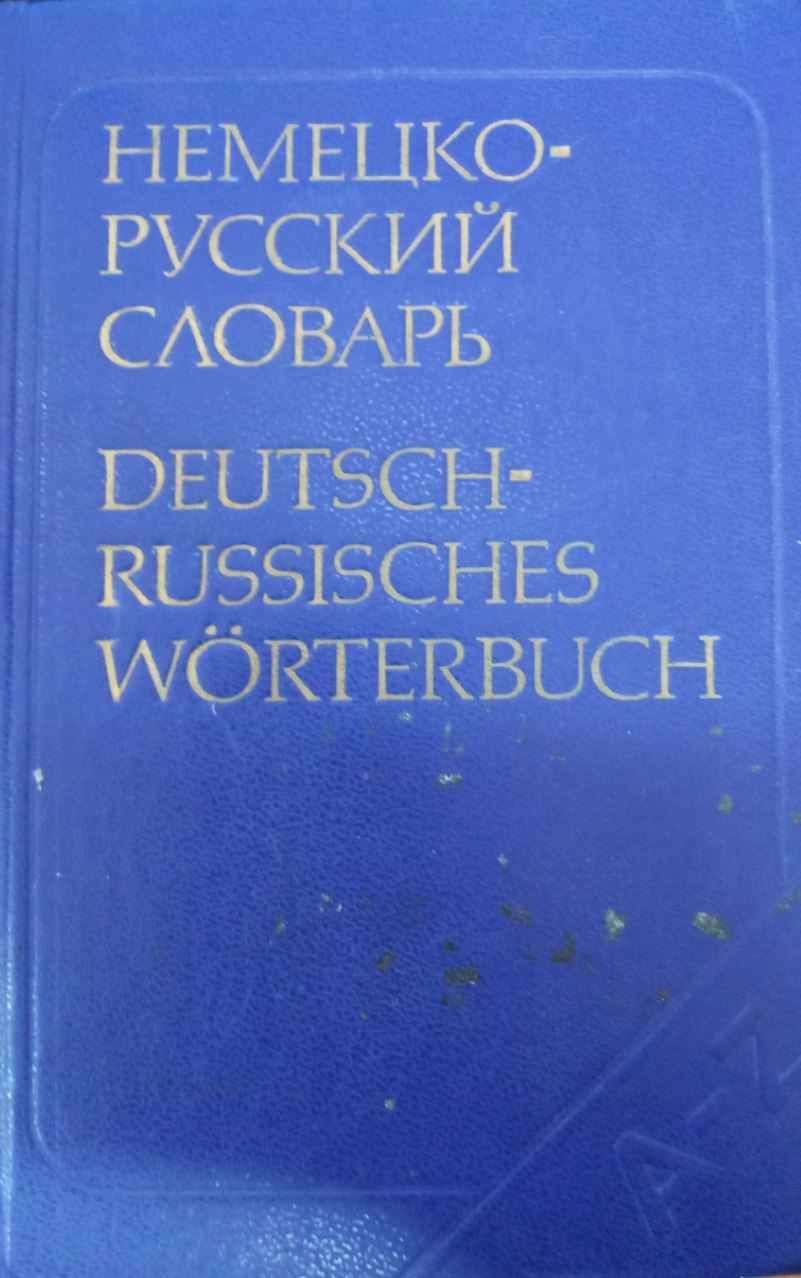 НЕМЕЦКО-
РУССКИЙ
СЛОВАРЬ
DEUTSCH-
RUSSISCHES
WÖRTERBUCH
A-Z